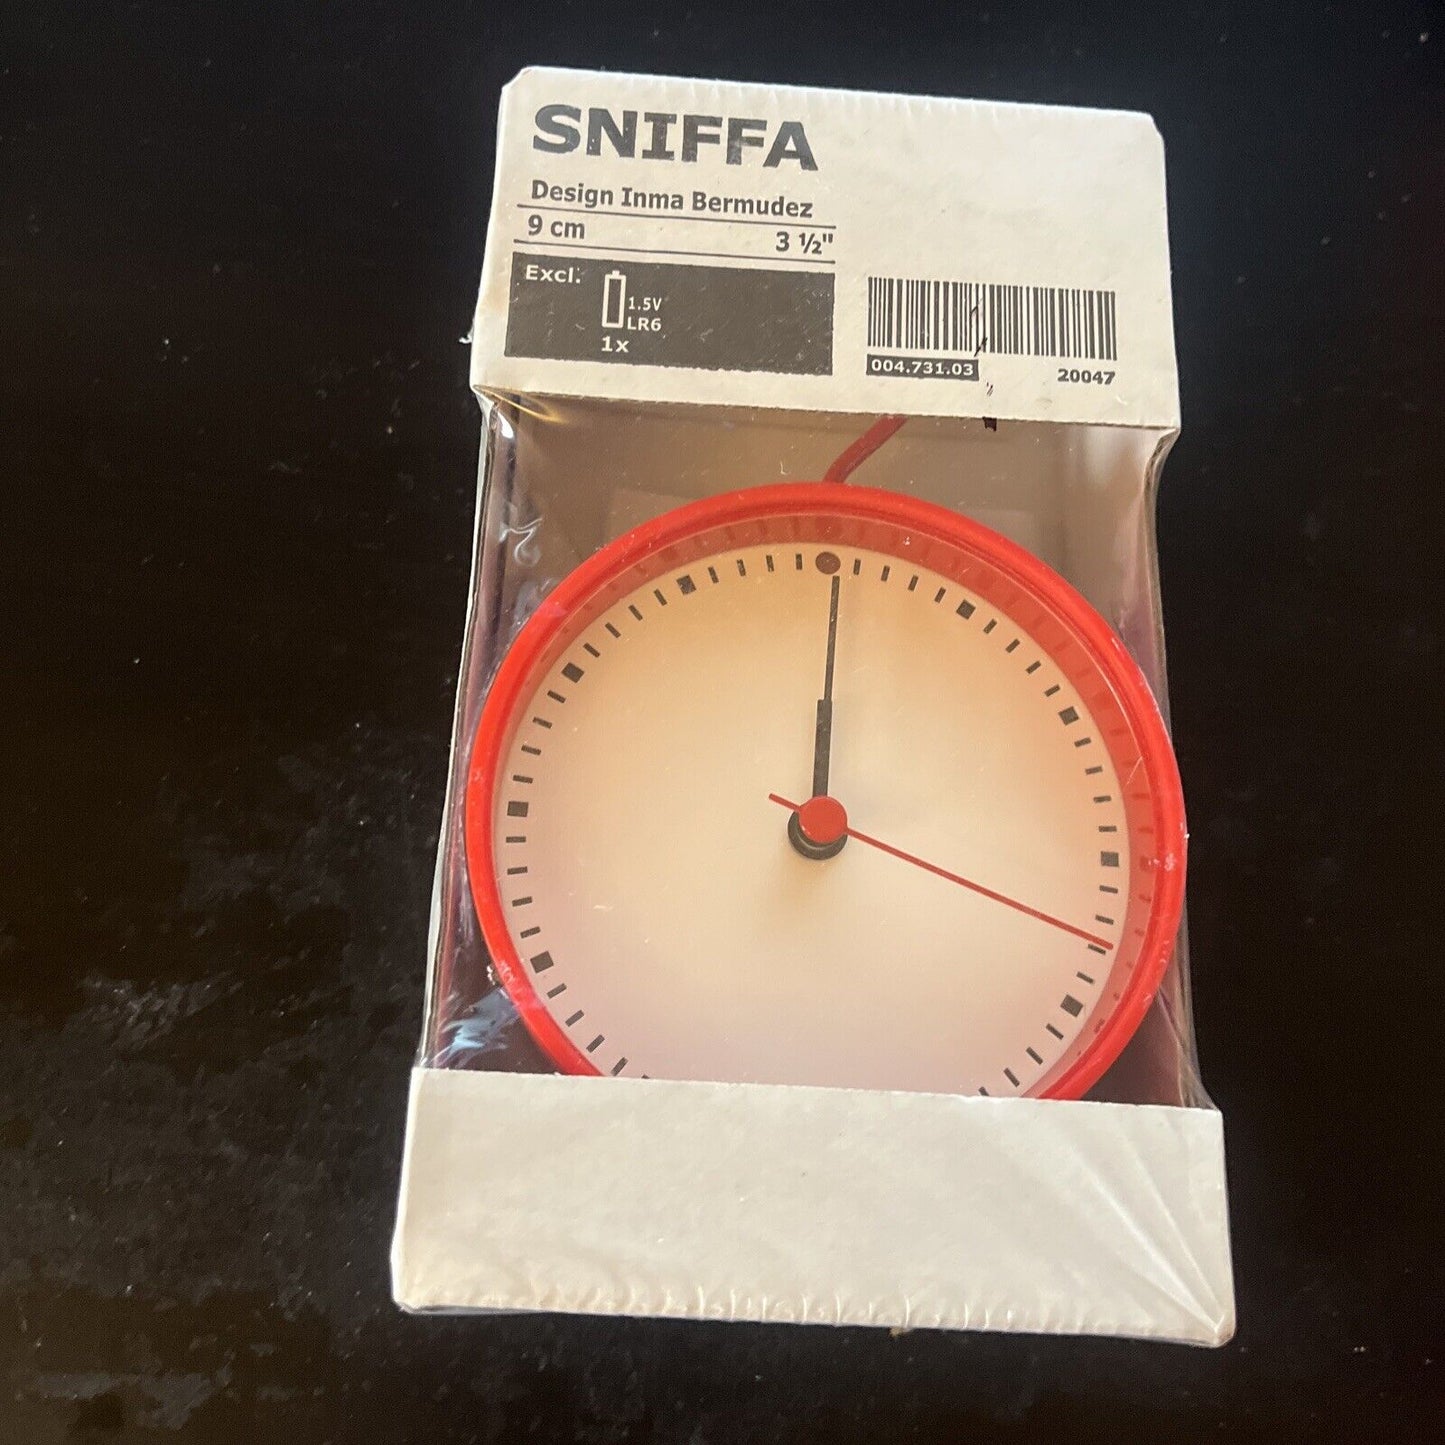 SNIFFA
Design Inma Bermudez
9 cm 3 ½"
Excl.
1.5V
LR6
1x
004.731.03 20047